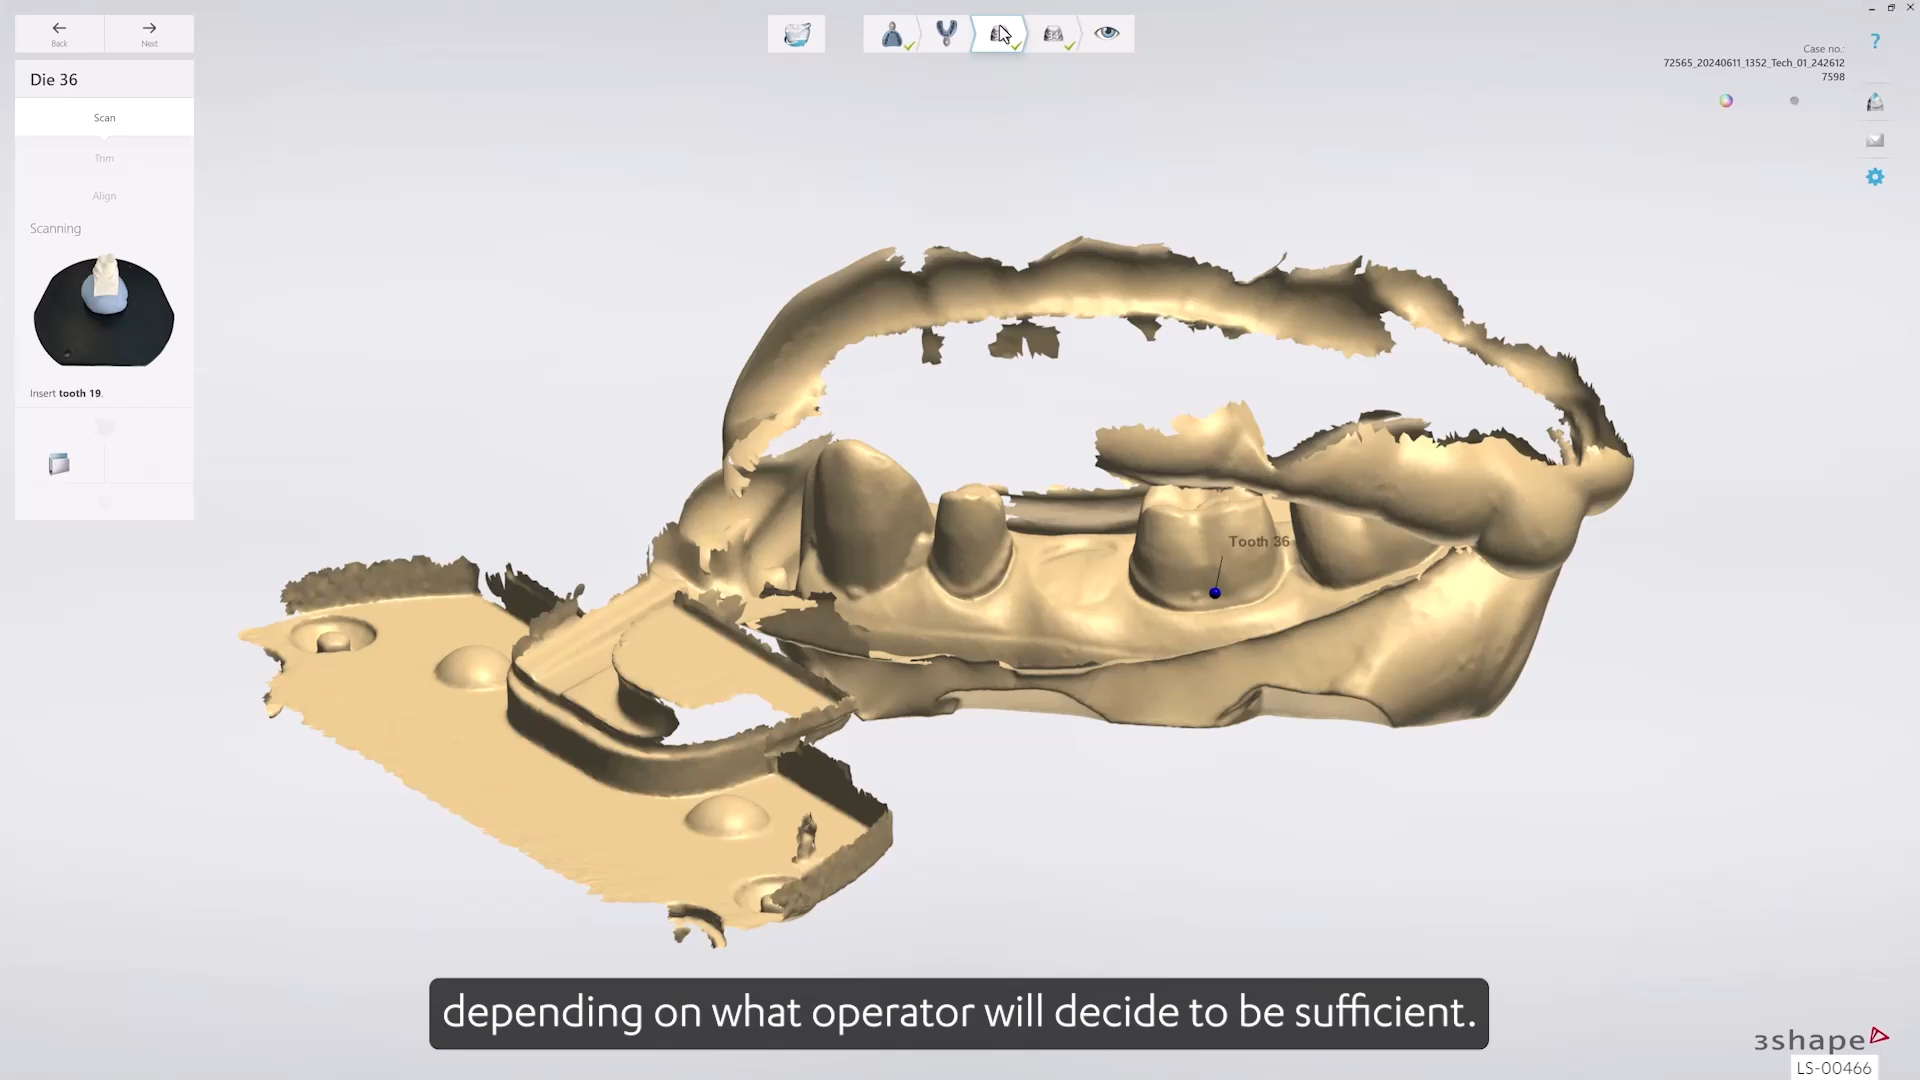 Back
Next
Die 36
Scan
Trim
Align
Scanning
Insert tooth 19.
34
Case no.:
72565_20240611_1352_Tech_01_242612
7598
?
Tooth 36
depending on what operator will decide to be sufficient.
3shape
LS-00466